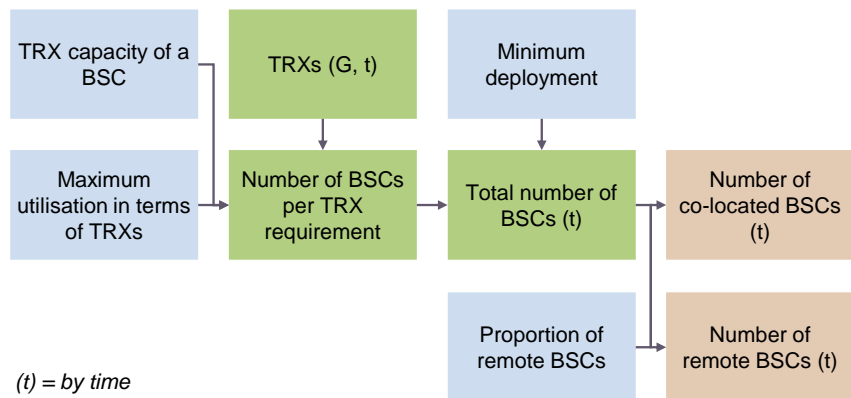 TRX capacity of a
BSC
TRXs (G, t)
Minimum
deployment
Maximum
utilisation in terms
of TRXs
Number of BSCs
per TRX
requirement
Total number of
BSCs (t)
Number of
co-located BSCs
(t)
Proportion of
remote BSCs
Number of
remote BSCs (t)
(t) = by time